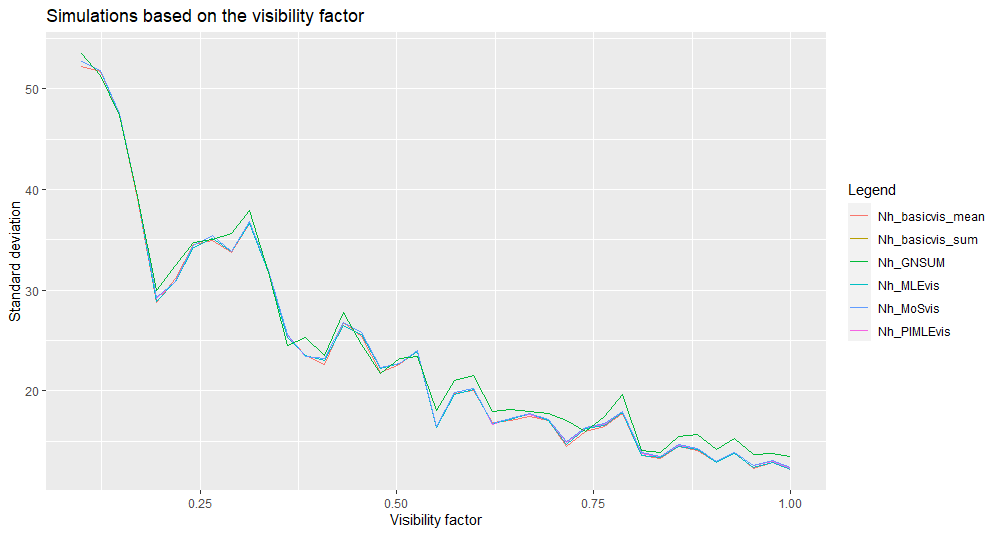 Simulations based on the visibility factor
50
40
30
20
Standard deviation
0.25
0.50
0.75
1.00
Visibility factor
Legend
Nh_basicvis_mean
Nh_basicvis_sum
Nh_GNSUM
Nh_MLEvis
Nh_MoSvis
Nh_PIMLEvis